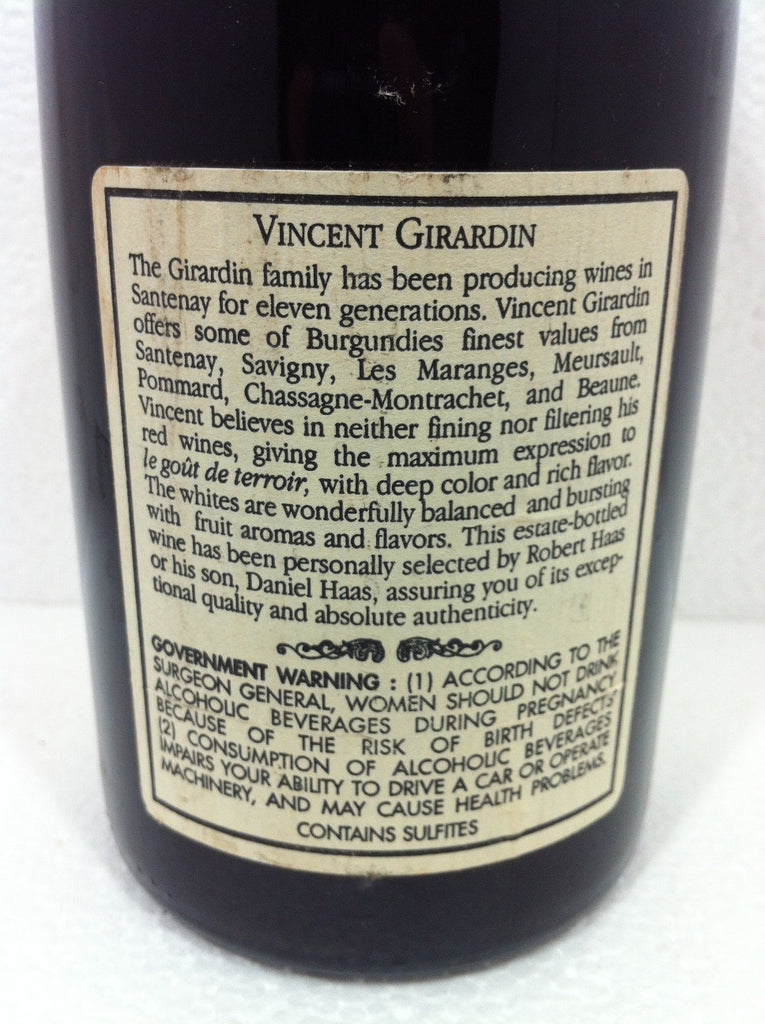 VINCENT GIRARDIN
The Girardin family has been producing wines in
Santenay for eleven generations. Vincent Girardin
offers some of Burgundies finest values from
Santenay, Savigny, Les Maranges, Meursault,
Pommard, Chassagne-Montrachet, and Beaune.
Vincent believes in neither fining nor filtering his
red wines, giving the maximum expression to
le goût de terroir, with deep color and rich flavor.
The whites are wonderfully balanced and bursting
with fruit aromas and flavors. This estate-bottled
wine has been personally selected by Robert Haas
or his son, Daniel Haas, assuring you of its excep-
tional quality and absolute authenticity.
GOVERNMENT WARNING : (1) ACCORDING TO THE
SURGEON GENERAL, WOMEN SHOULD NOT DRINK
ALCOHOLIC BEVERAGES DURING PREGNANCY
BECAUSE OF THE RISK OF BIRTH DEFECTS
(2) CONSUMPTION OF ALCOHOLIC BEVERAGES
IMPAIRS YOUR ABILITY TO DRIVE A CAR OR OPERATE
MACHINERY, AND MAY CAUSE HEALTH PROBLEMS.
CONTAINS SULFITES